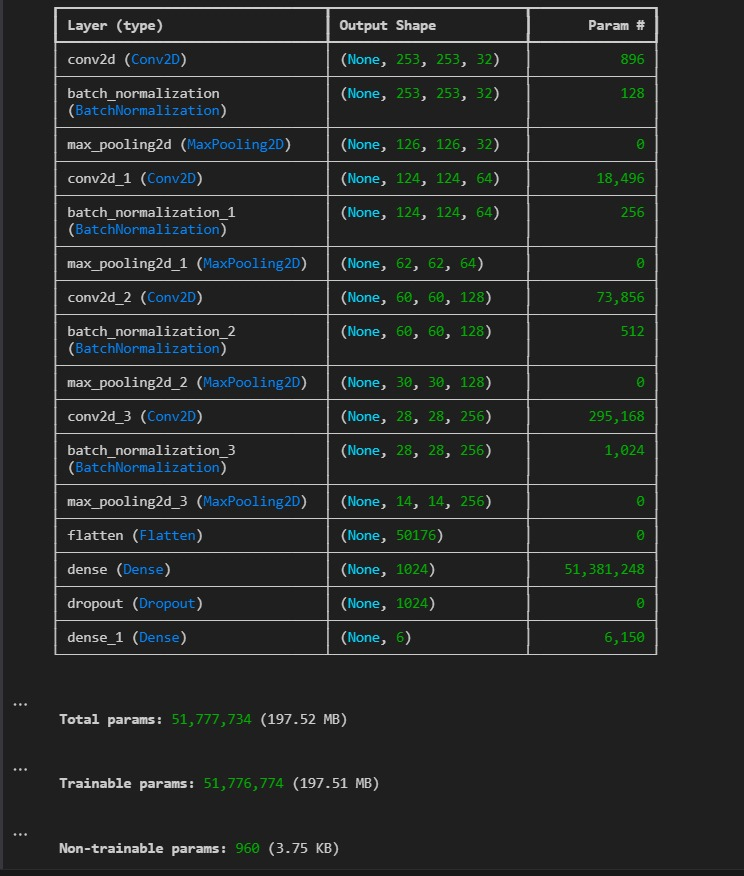 Layer (type) Output Shape Param #
conv2d (Conv2D) (None, 253, 253, 32) 896
batch_normalization (None, 253, 253, 32) 128
(BatchNormalization)
max_pooling2d (MaxPooling2D) (None, 126, 126, 32) 0
conv2d_1 (Conv2D) (None, 124, 124, 64) 18,496
batch_normalization_1 (None, 124, 124, 64) 256
(BatchNormalization)
max_pooling2d_1 (MaxPooling2D) (None, 62, 62, 64) 0
conv2d_2 (Conv2D) (None, 60, 60, 128) 73,856
batch_normalization_2 (None, 60, 60, 128) 512
(BatchNormalization)
max_pooling2d_2 (MaxPooling2D) (None, 30, 30, 128) 0
conv2d_3 (Conv2D) (None, 28, 28, 256) 295,168
batch_normalization_3 (None, 28, 28, 256) 1,024
(BatchNormalization)
max_pooling2d_3 (MaxPooling2D) (None, 14, 14, 256) 0
flatten (Flatten) (None, 50176) 0
dense (Dense) (None, 1024) 51,381,248
dropout (Dropout) (None, 1024) 0
dense_1 (Dense) (None, 6) 6,150
...
Total params: 51,777,734 (197.52 MB)
...
Trainable params: 51,776,774 (197.51 MB)
...
Non-trainable params: 960 (3.75 KB)